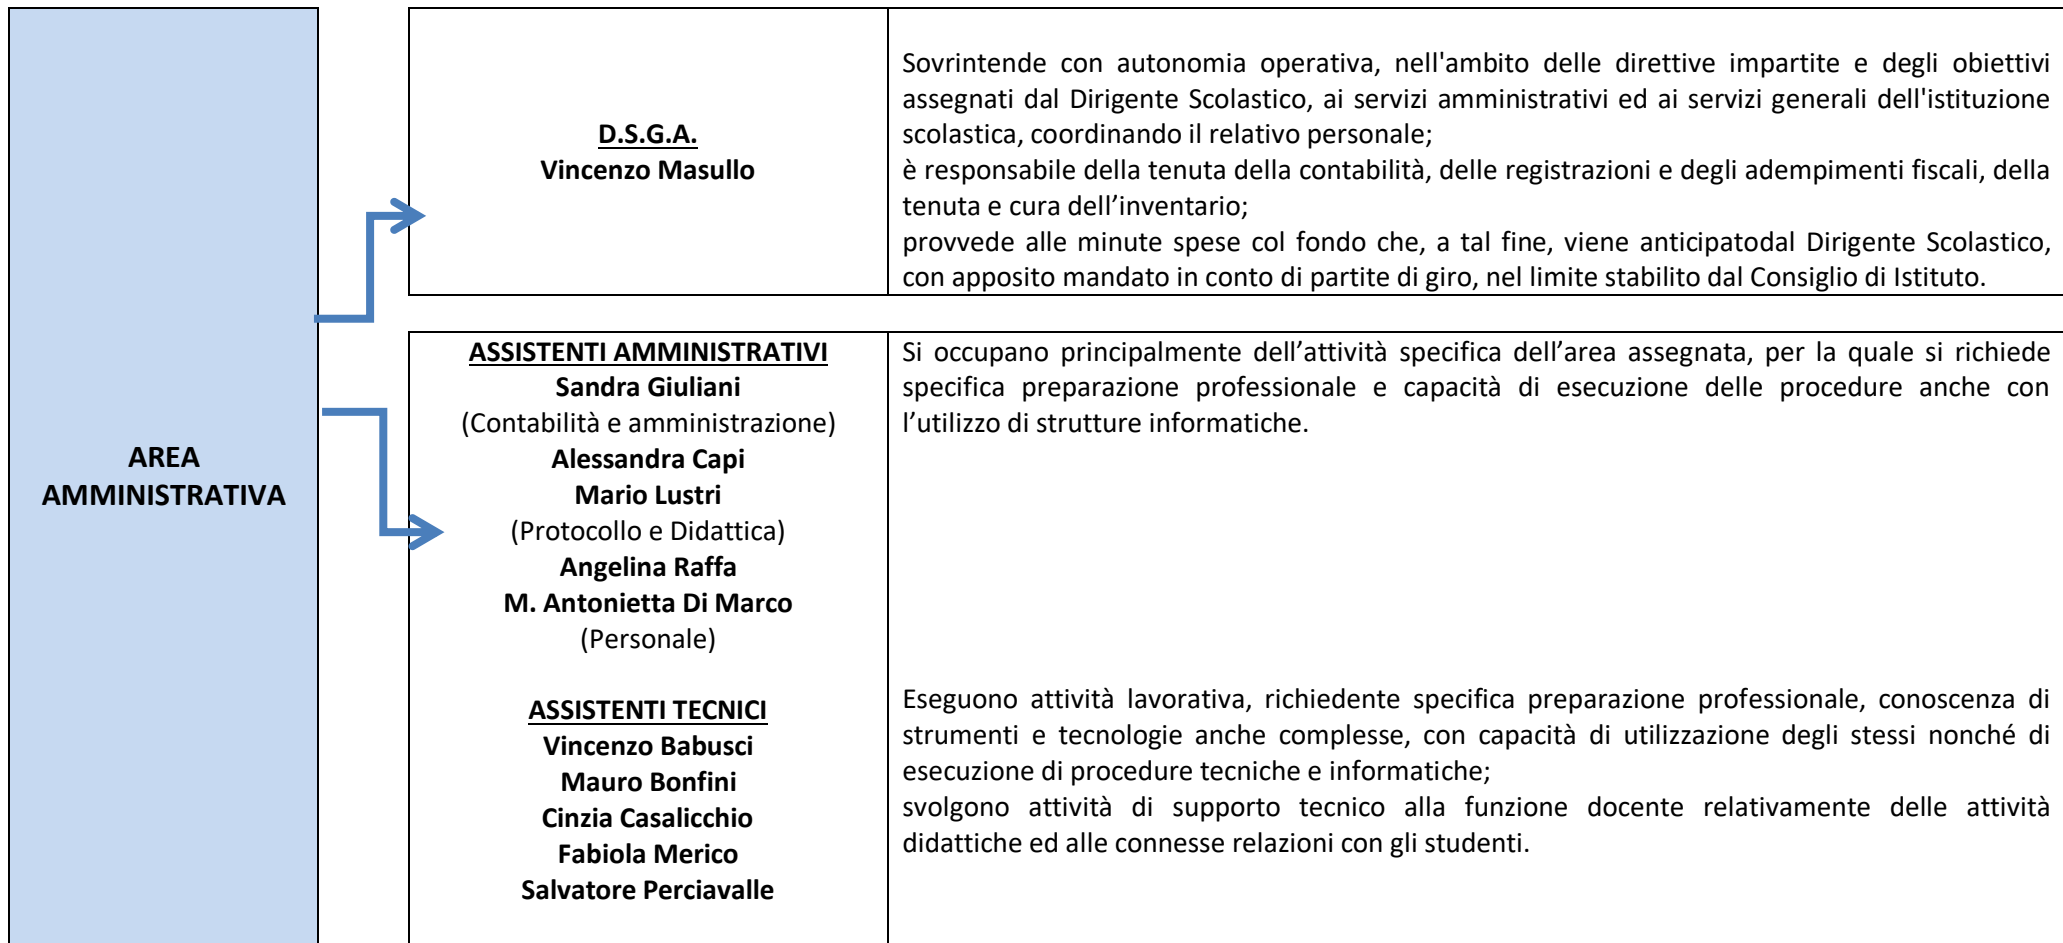 AREA
AMMINISTRATIVA
D.S.G.A.
Vincenzo Masullo
Sovrintende con autonomia operativa, nell'ambito delle direttive impartite e degli obiettivi
assegnati dal Dirigente Scolastico, ai servizi amministrativi ed ai servizi generali dell'istituzione
scolastica, coordinando il relativo personale;
è responsabile della tenuta della contabilità, delle registrazioni e degli adempimenti fiscali, della
tenuta e cura dell’inventario;
provvede alle minute spese col fondo che, a tal fine, viene anticipatodal Dirigente Scolastico,
con apposito mandato in conto di partite di giro, nel limite stabilito dal Consiglio di Istituto.
ASSISTENTI AMMINISTRATIVI
Sandra Giuliani
(Contabilità e amministrazione)
Alessandra Capi
Mario Lustri
(Protocollo e Didattica)
Angelina Raffa
M. Antonietta Di Marco
(Personale)
Si occupano principalmente dell’attività specifica dell’area assegnata, per la quale si richiede
specifica preparazione professionale e capacità di esecuzione delle procedure anche con
l’utilizzo di strutture informatiche.
ASSISTENTI TECNICI
Vincenzo Babusci
Mauro Bonfini
Cinzia Casalicchio
Fabiola Merico
Salvatore Perciavalle
Eseguono attività lavorativa, richiedente specifica preparazione professionale, conoscenza di
strumenti e tecnologie anche complesse, con capacità di utilizzazione degli stessi nonché di
esecuzione di procedure tecniche e informatiche;
svolgono attività di supporto tecnico alla funzione docente relativamente delle attività
didattiche ed alle connesse relazioni con gli studenti.